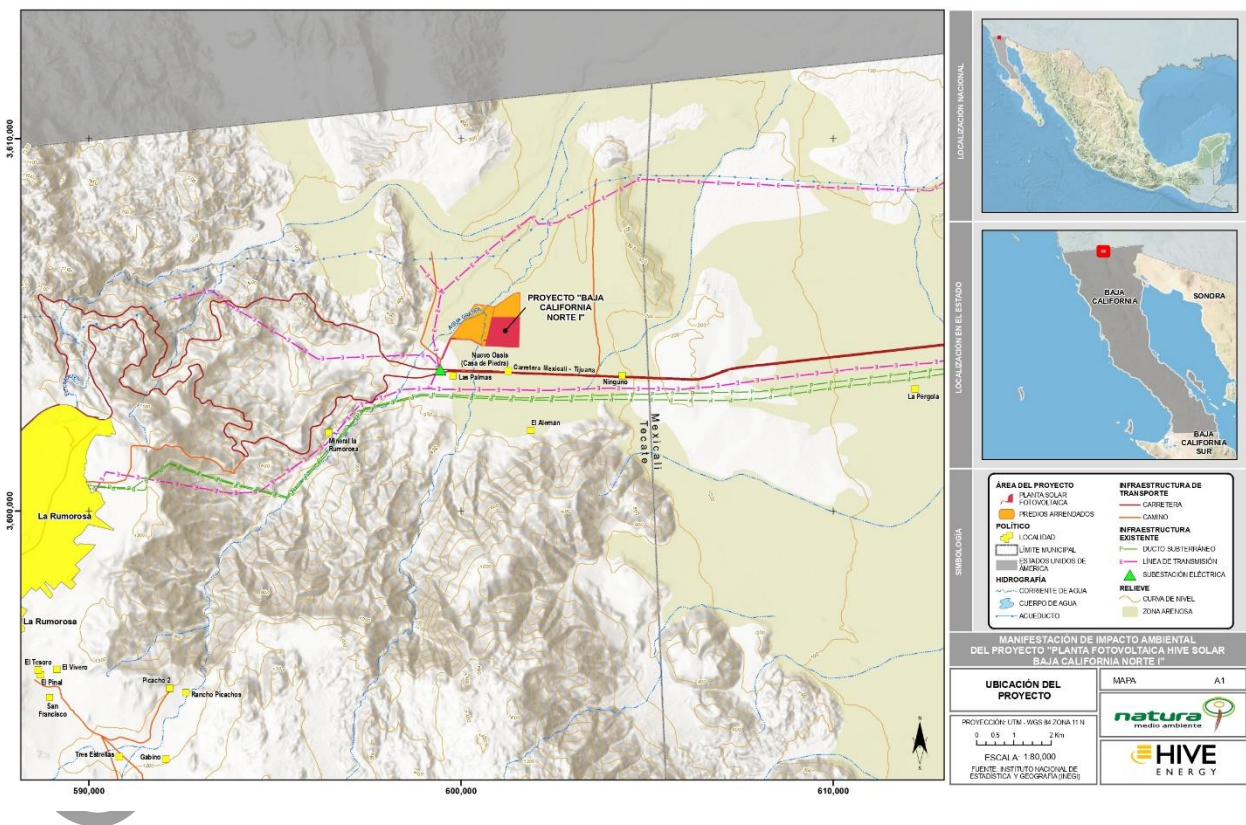 3,610,000
3,600,000
590,000
600,000
610,000
PROYECTO "BAJA
CALIFORNIA
NORTE I"
Nuevo Oasis
(Casa de Piedra)
Carretera Mexicali - Tijuana
Las Palmas
Ninguno
La Pergola
El Aleman
Mineral la
Rumorosa
Mexicali
Tecate
La Rumorosa
La Rumorosa
El Tesoro
El Vivero
El Pinal
San
Francisco
Picacho 2
Rancho Picachos
Tres Estrellas
Gabino
N
LOCALIZACIÓN NACIONAL
LOCALIZACIÓN EN EL ESTADO
BAJA
CALIFORNIA
SONORA
BAJA
CALIFORNIA
SUR
SIMBOLOGÍA
ÁREA DEL PROYECTO
PLANTA SOLAR
FOTOVOLTAICA
PREDIOS ARRENDADOS
POLÍTICO
LOCALIDAD
LÍMITE MUNICIPAL
ESTADOS UNIDOS DE
AMÉRICA
HIDROGRAFÍA
CORRIENTE DE AGUA
CUERPO DE AGUA
ACUEDUCTO
INFRAESTRUCTURA DE
TRANSPORTE
CARRETERA
CAMINO
INFRAESTRUCTURA
EXISTENTE
DUCTO SUBTERRÁNEO
LÍNEA DE TRANSMISIÓN
SUBESTACIÓN ELÉCTRICA
RELIEVE
CURVA DE NIVEL
ZONA ARENOSA
MANIFESTACIÓN DE IMPACTO AMBIENTAL
DEL PROYECTO "PLANTA FOTOVOLTAICA HIVE SOLAR
BAJA CALIFORNIA NORTE I"
UBICACIÓN DEL
PROYECTO
MAPA A1
PROYECCIÓN: UTM - WGS 84 ZONA 11 N
0 0.5 1 2 Km
ESCALA: 1:80,000
FUENTE: INSTITUTO NACIONAL DE
ESTADÍSTICA Y GEOGRAFÍA (INEGI)
natura
medio ambiente
HIVE
ENERGY